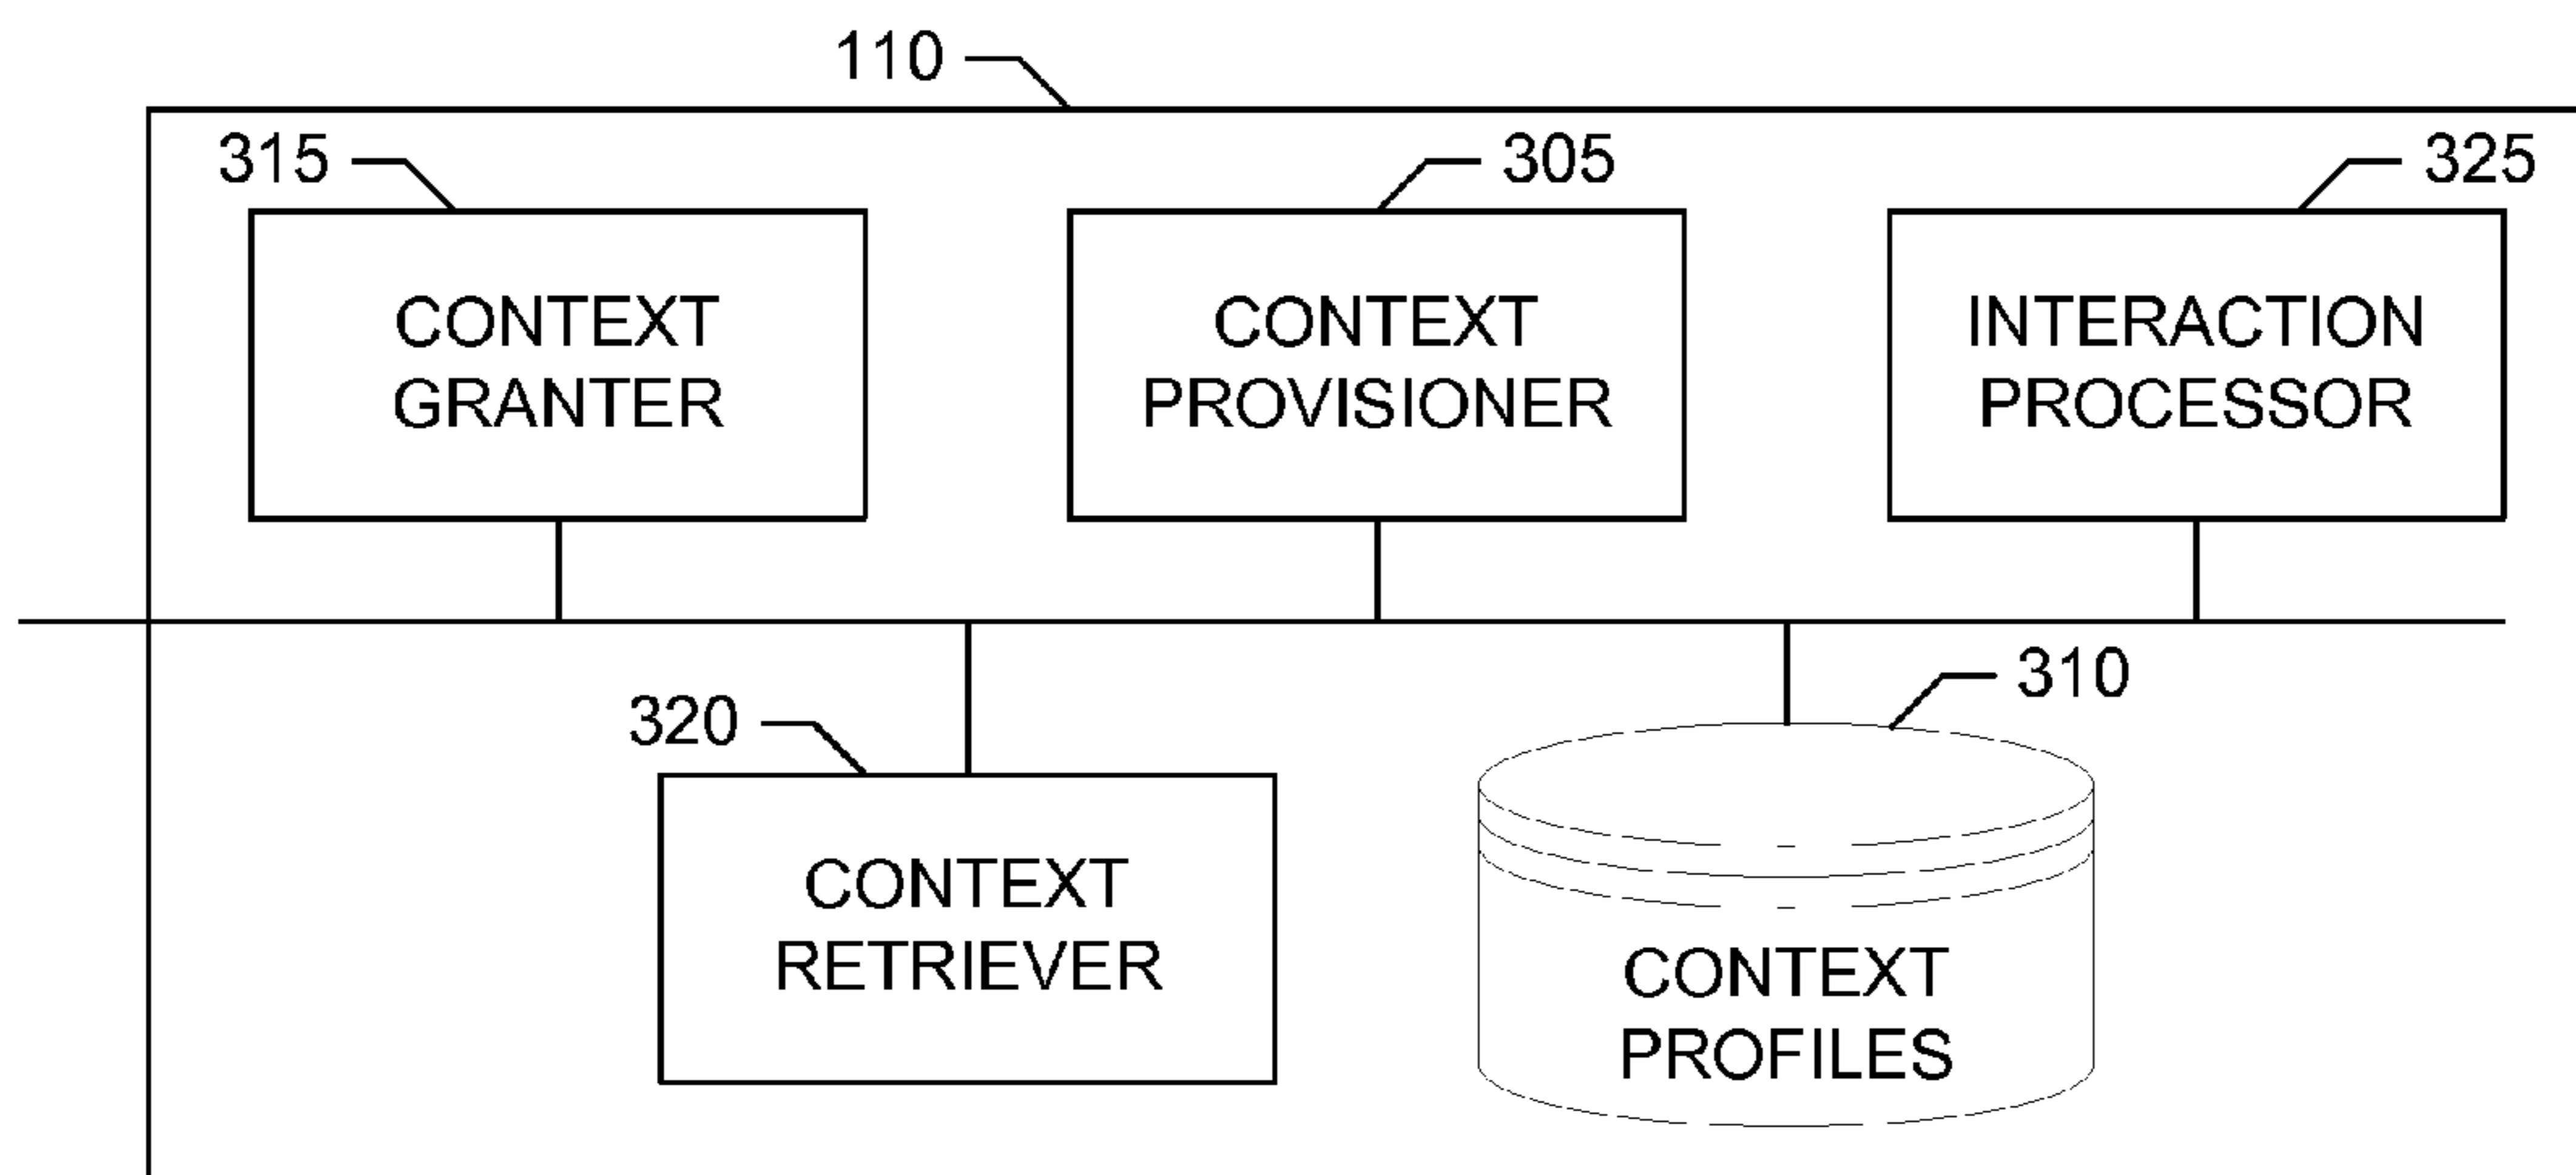 110
315
305
325
CONTEXT
GRANTER
CONTEXT
PROVISIONER
INTERACTION
PROCESSOR
310
320
CONTEXT
RETRIEVER
CONTEXT
PROFILES